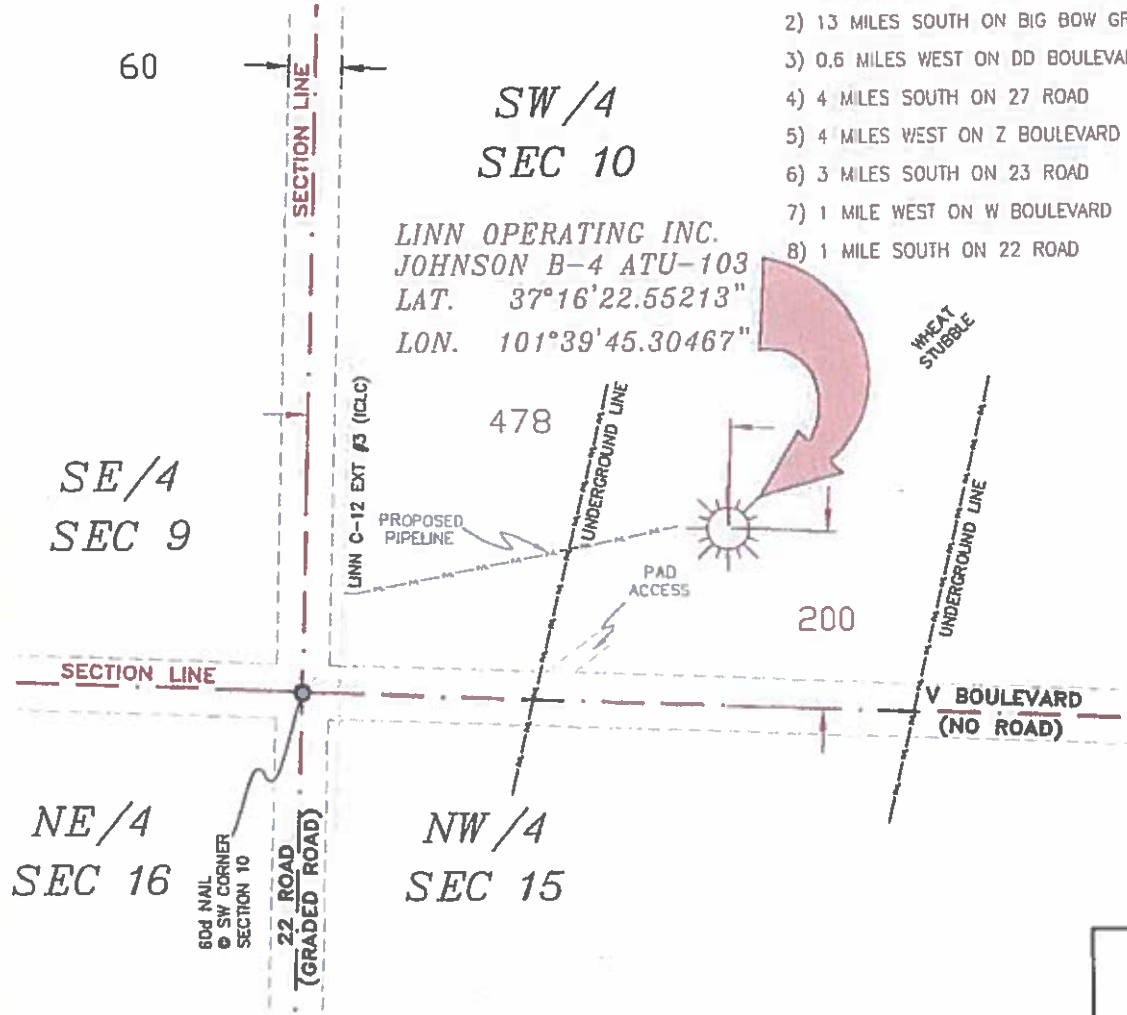 2) 13 MILES SOUTH ON BIG BOW
3) 0.6 MILES WEST ON DD
4) 4 MILES SOUTH ON 27 ROAD
5) 4 MILES WEST ON Z BOULEVARD
6) 3 MILES SOUTH ON 23 ROAD
7) 1 MILE WEST ON W BOULEVARD
8) 1 MILE SOUTH ON 22 ROAD
60
SECTION LINE
SW/4
SEC 10
LINN OPERATING INC.
JOHNSON B-4 ATU-103
LAT. 37°16'22.55213"
LON. 101°39'45.30467"
WHEAT
STUBBLE
LINN C-12 EXT #3 (ICLC)
478
UNDERGROUND LINE
SE/4
SEC 9
PROPOSED
PIPELINE
PAD
ACCESS
200
UNDERGROUND LINE
SECTION LINE
V BOULEVARD
(NO ROAD)
NE/4
SEC 16
60d NAIL
@ SW CORNER
SECTION 10
22 ROAD
(GRADED ROAD)
NW/4
SEC 15